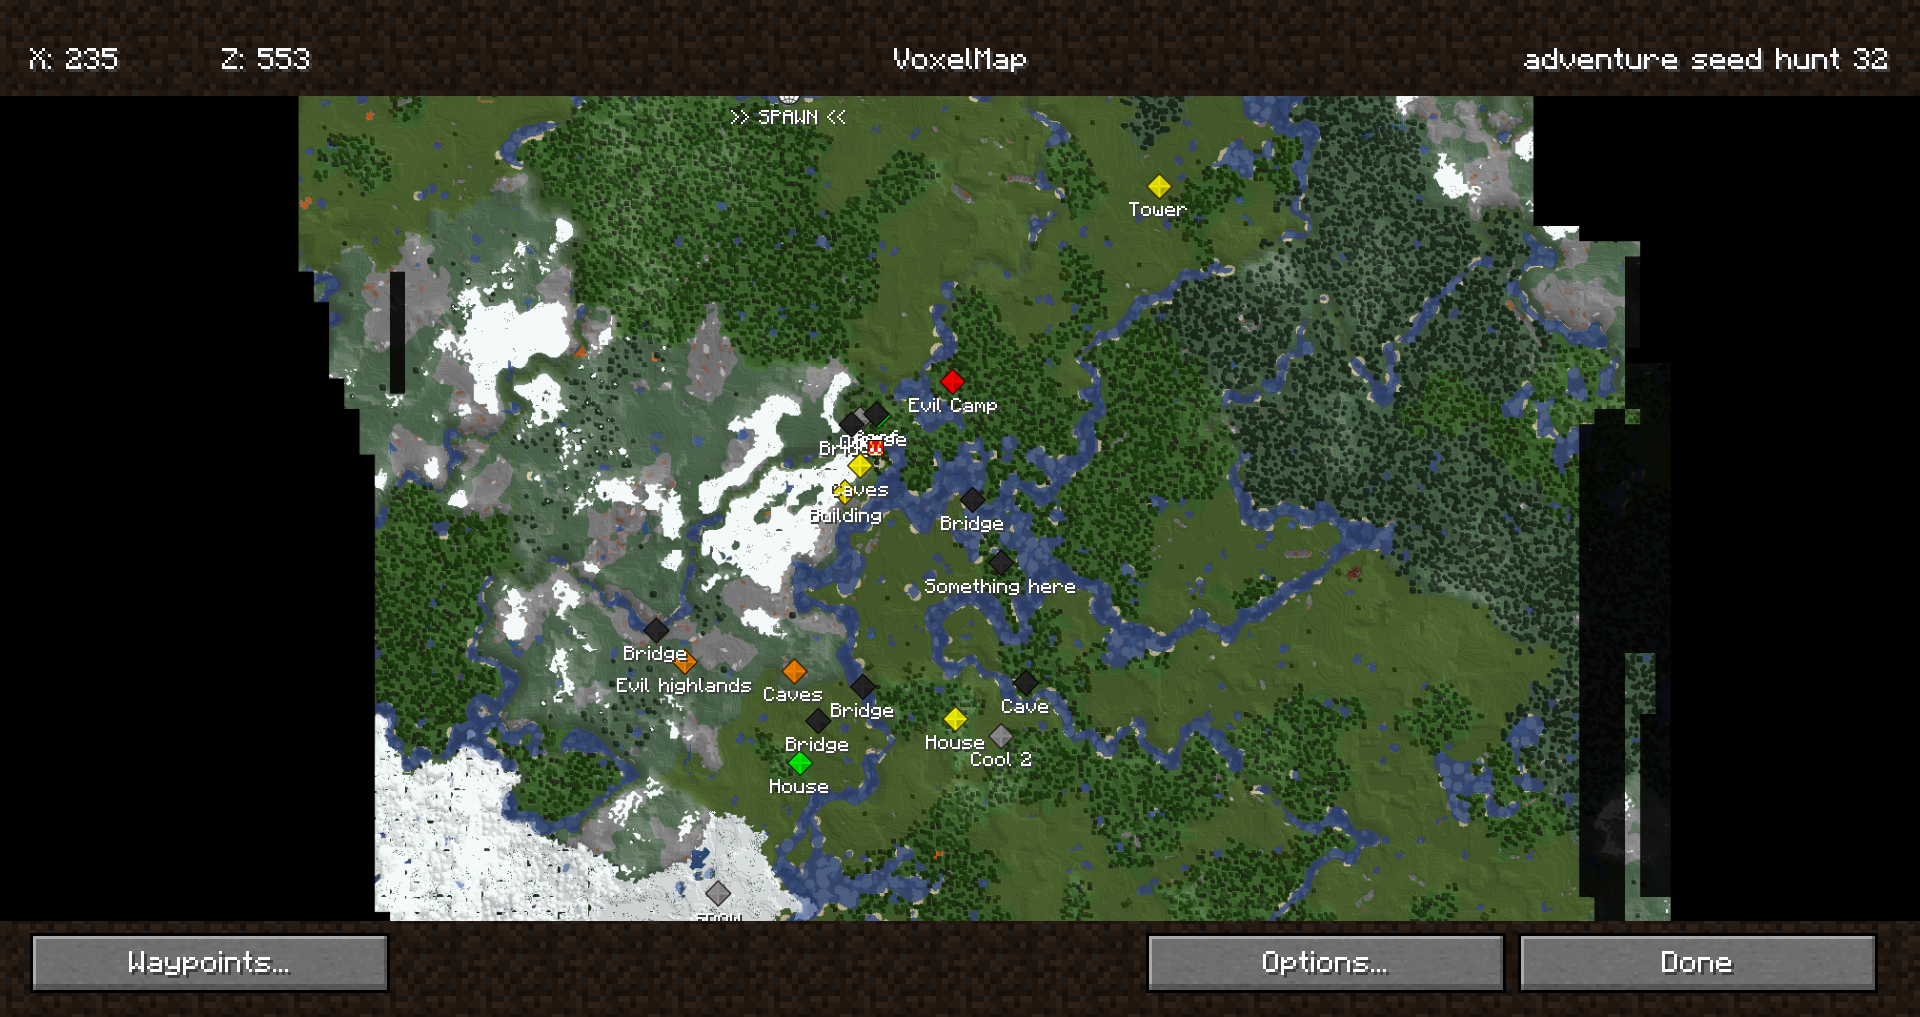 X: 235 Z: 553 VoxelMap adventure seed hunt 32
>> SPAWN <<
Tower
Evil Camp
Caves
Building
Bridge
Something here
Bridge
Evil highlands
Caves
Bridge
Cave
Bridge
House
Cool 2
House
Waypoints... Options... Done